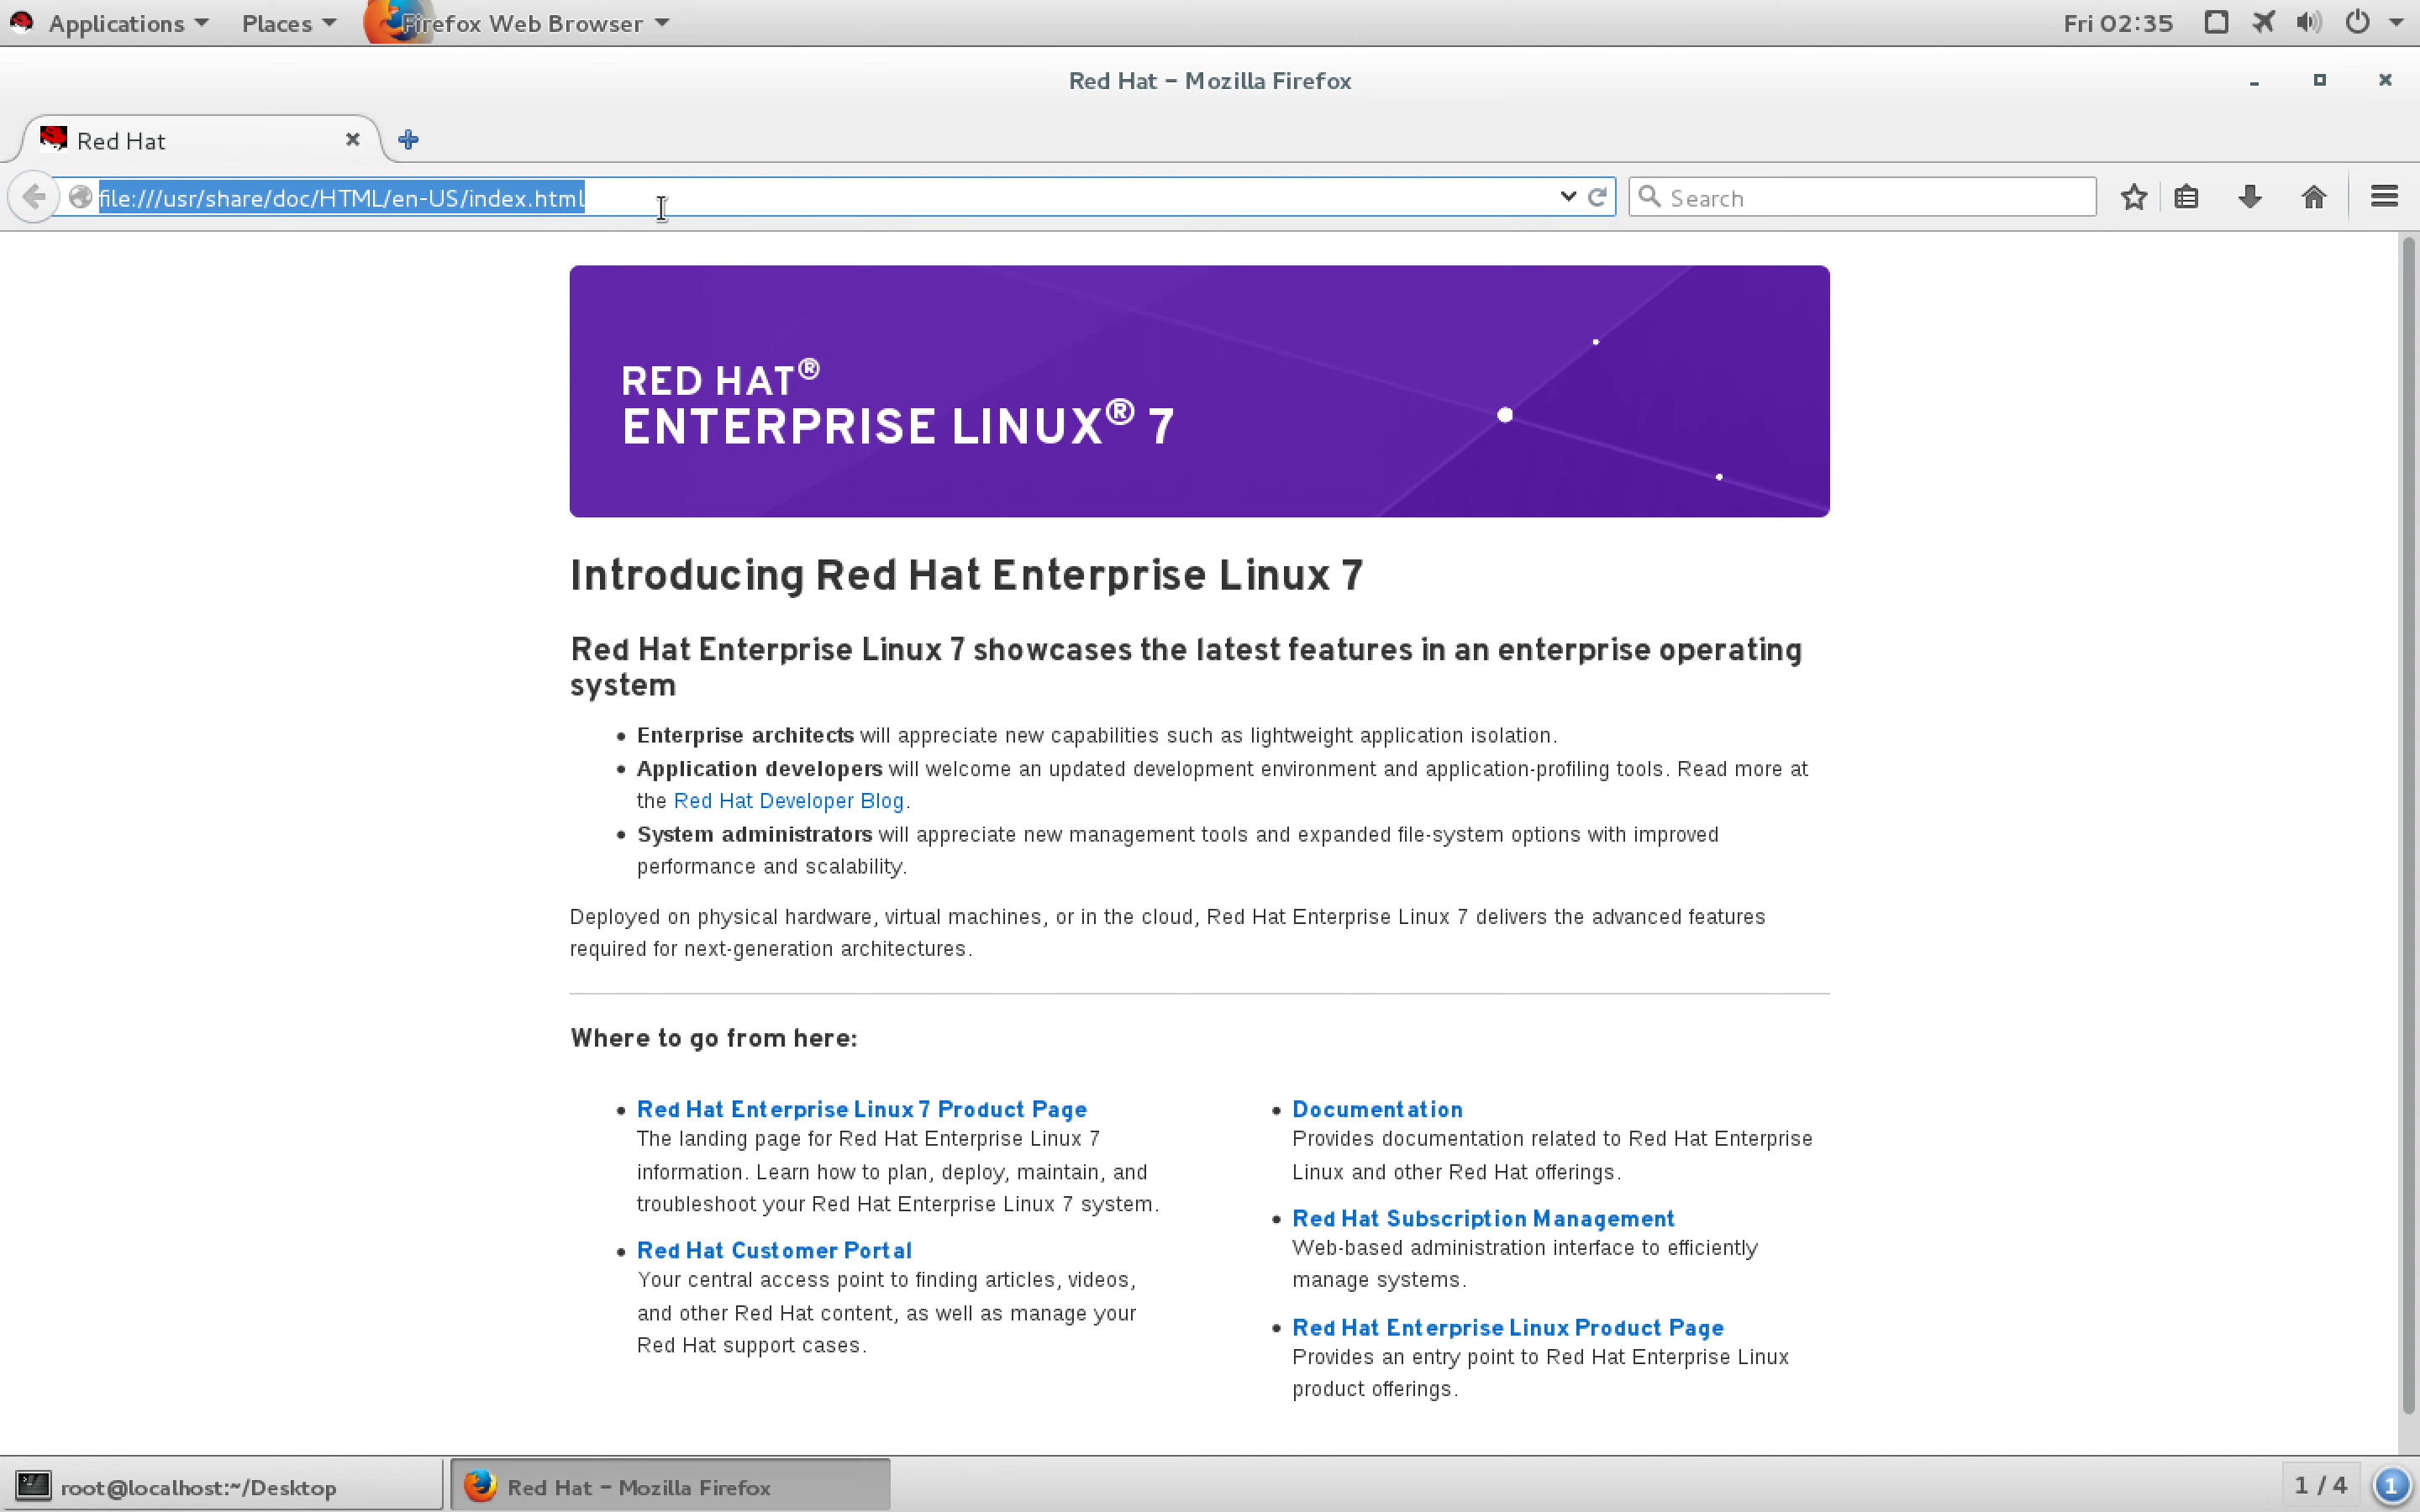 Applications Places Firefox Web Browser Fri 02:35
Red Hat – Mozilla Firefox
Red Hat
file:///usr/share/doc/HTML/en-US/index.html Search
RED HAT®
ENTERPRISE LINUX® 7
Introducing Red Hat Enterprise Linux 7
Red Hat Enterprise Linux 7 showcases the latest features in an enterprise operating
system
• Enterprise architects will appreciate new capabilities such as lightweight application isolation.
• Application developers will welcome an updated development environment and application-profiling tools. Read more at
the Red Hat Developer Blog.
• System administrators will appreciate new management tools and expanded file-system options with improved
performance and scalability.
Deployed on physical hardware, virtual machines, or in the cloud, Red Hat Enterprise Linux 7 delivers the advanced features
required for next-generation architectures.
Where to go from here:
• Red Hat Enterprise Linux 7 Product Page
The landing page for Red Hat Enterprise Linux 7
information. Learn how to plan, deploy, maintain, and
troubleshoot your Red Hat Enterprise Linux 7 system.
• Red Hat Customer Portal
Your central access point to finding articles, videos,
and other Red Hat content, as well as manage your
Red Hat support cases.
• Documentation
Provides documentation related to Red Hat Enterprise
Linux and other Red Hat offerings.
• Red Hat Subscription Management
Web-based administration interface to efficiently
manage systems.
• Red Hat Enterprise Linux Product Page
Provides an entry point to Red Hat Enterprise Linux
product offerings.
root@localhost:~/Desktop Red Hat – Mozilla Firefox 1 / 4 1